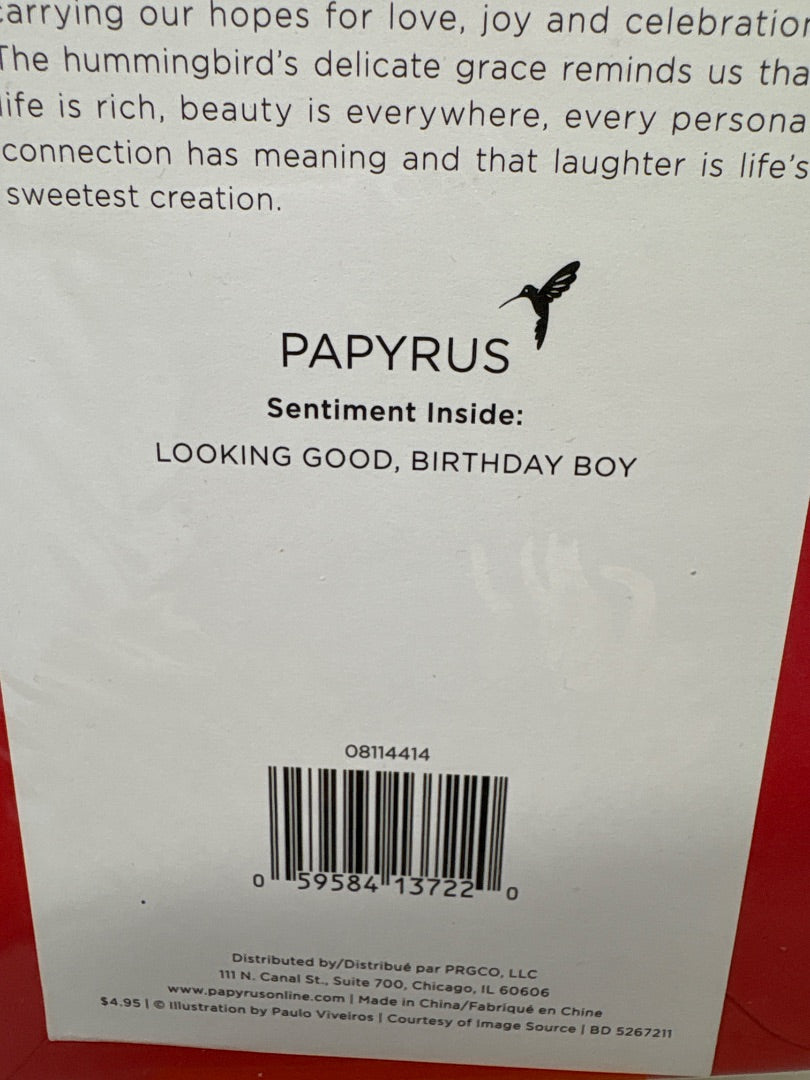 carrying our hopes for love, joy and celebration
The hummingbird's delicate grace reminds us tha
life is rich, beauty is everywhere, every persona
connection has meaning and that laughter is life's
sweetest creation.
PAPYRUS
Sentiment Inside:
LOOKING GOOD, BIRTHDAY BOY
08114414
0 59584 13722 0
Distributed by/Distribué par PRGCO, LLC
111 N. Canal St., Suite 700, Chicago, IL 60606
www.papyrusonline.com | Made in China/Fabriqué en Chine
$4.95 | © Illustration by Paulo Viveiros | Courtesy of Image Source | BD 5267211